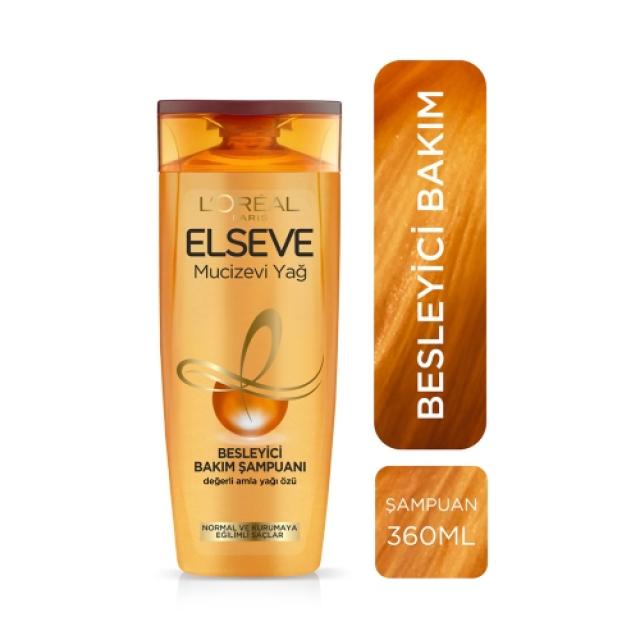 L'ORÉAL
PARIS
ELSEVE
Mucizevi Yağ
BESLEYİCİ
BAKIM ŞAMPUANI
değerli amla yağı özü
NORMAL VE KURUMAYA
EĞİLİMLİ SAÇLAR
BESLEYİCİ BAKIM
ŞAMPUAN
360ML